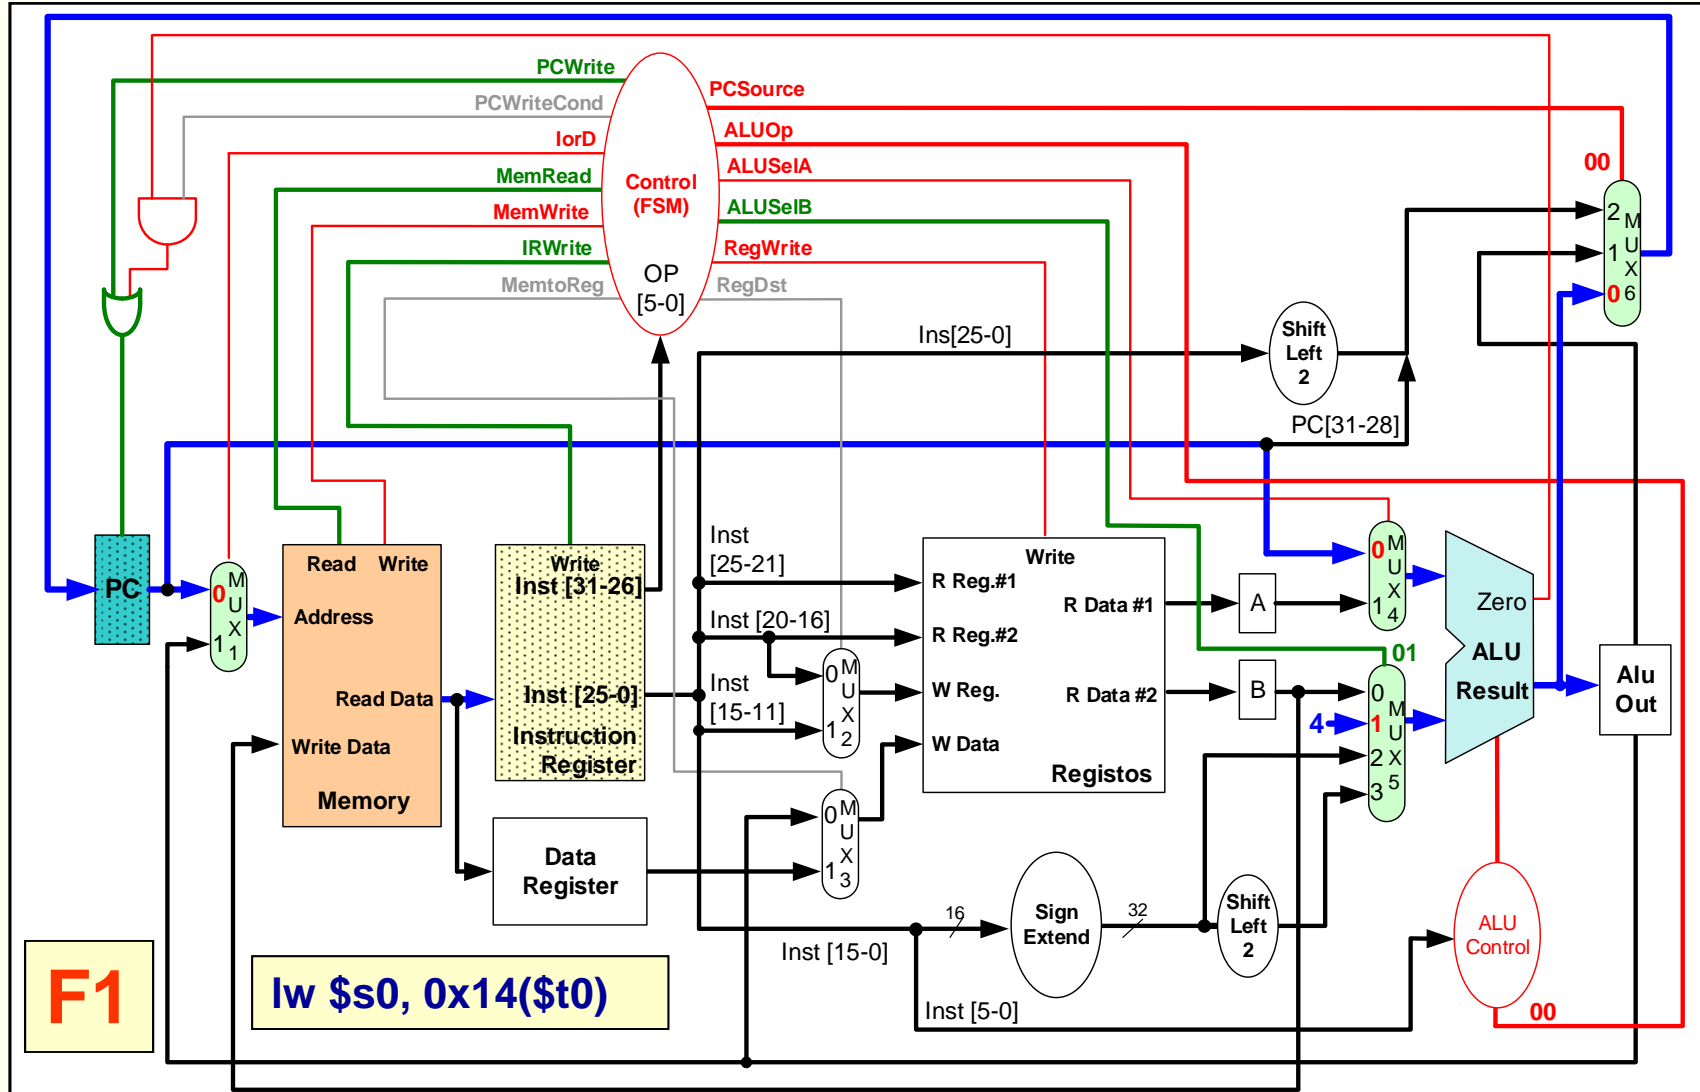 PCWrite
PCWriteCond
IorD
MemRead
MemWrite
IRWrite
MemtoReg
Control
(FSM)
OP
[5-0]
PCSource
ALUOp
ALUSelA
ALUSelB
RegWrite
RegDst
00
2
1
0
M
U
X
6
Ins[25-0]
Shift
Left
2
PC[31-28]
PC
0
1
M
U
X
1
Read
Write
Address
Read Data
Write Data
Memory
Write
Inst [31-26]
Inst [25-0]
Instruction
Register
Data
Register
Inst
[25-21]
Inst [20-16]
Inst
[15-11]
0
1
M
U
X
2
0
1
M
U
X
3
Write
R Reg.#1
R Reg.#2
W Reg.
W Data
R Data #1
R Data #2
Registos
A
B
0
1
M
U
X
4
01
4
0
1
2
3
M
U
X
5
Zero
ALU
Result
Alu
Out
Inst [15-0]
16
Sign
Extend
32
Shift
Left
2
ALU
Control
00
Inst [5-0]
F1
lw $s0, 0x14($t0)